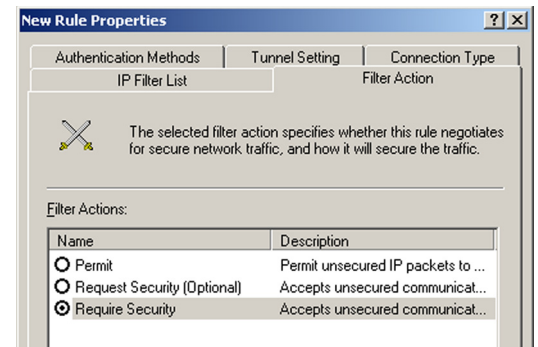 New Rule Properties
Authentication Methods Tunnel Setting Connection Type
IP Filter List Filter Action
The selected filter action specifies whether this rule negotiates
for secure network traffic, and how it will secure the traffic.
Filter Actions:
Name Description
Permit Permit unsecured IP packets to ...
Request Security (Optional) Accepts unsecured communicat...
Require Security Accepts unsecured communicat...